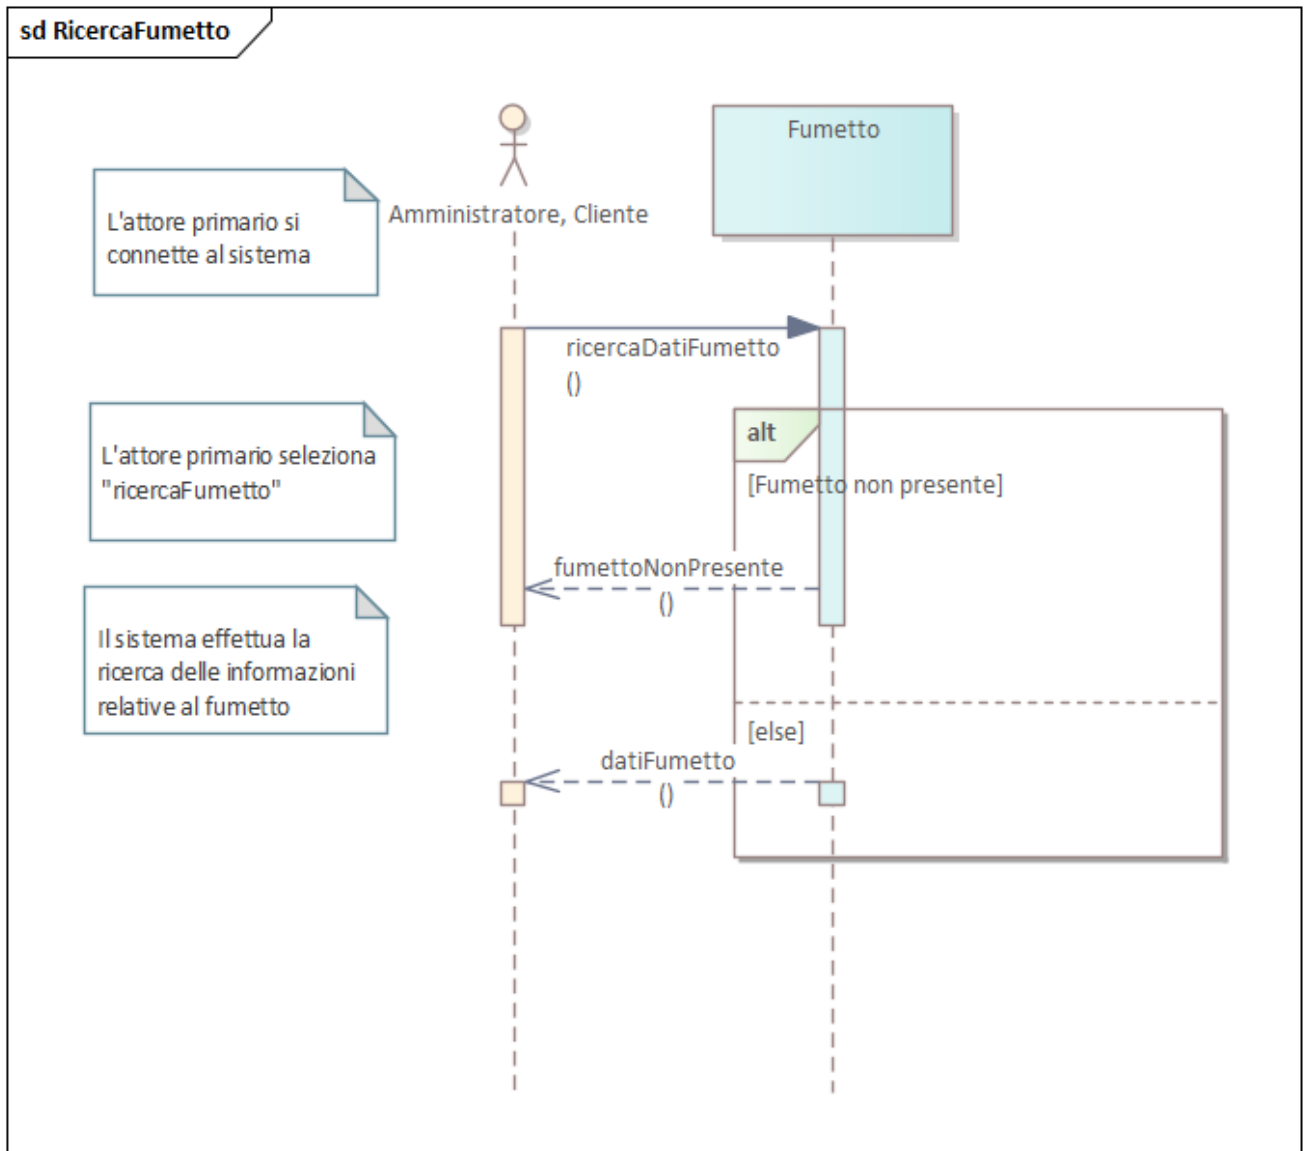 sd RicercaFumetto
Amministratore, Cliente
Fumetto
L'attore primario si
connette al sistema
ricercaDatiFumetto
()
L'attore primario seleziona
"ricercaFumetto"
alt
[Fumetto non presente]
fumettoNonPresente
()
Il sistema effettua la
ricerca delle informazioni
relative al fumetto
[else]
datiFumetto
()